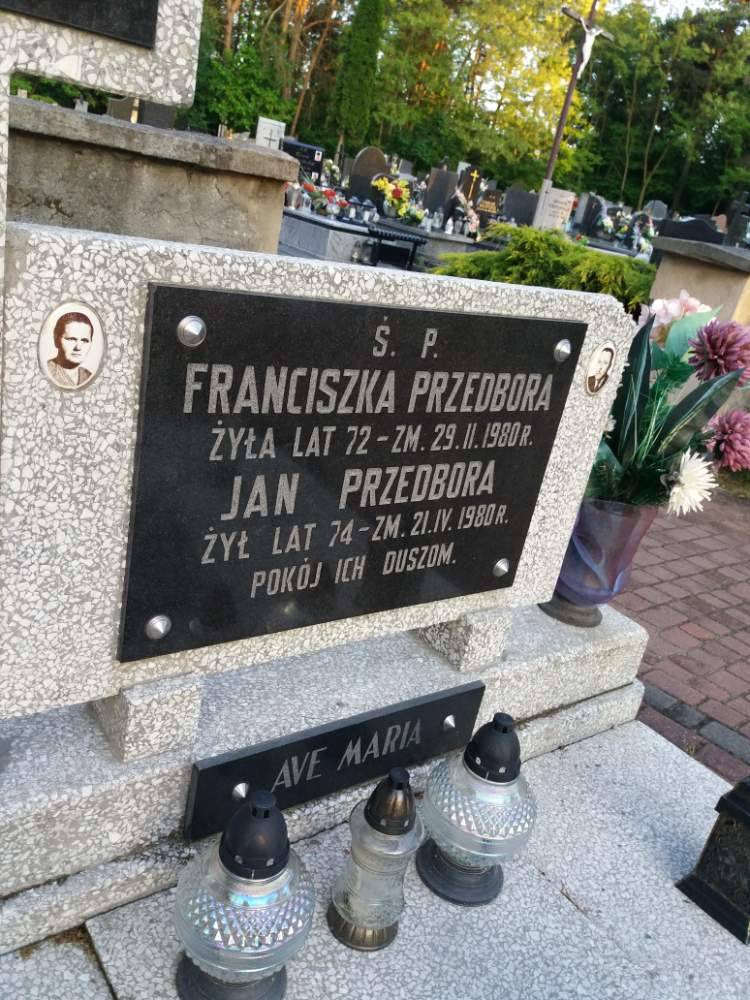 Ś. P.
FRANCISZKA PRZEDBORA
ŻYŁA LAT 72 - ZM. 29. II. 1980 R.
JAN PRZEDBORA
ŻYŁ LAT 74 - ZM. 21. IV. 1980 R.
POKÓJ ICH DUSZOM.
AVE MARIA